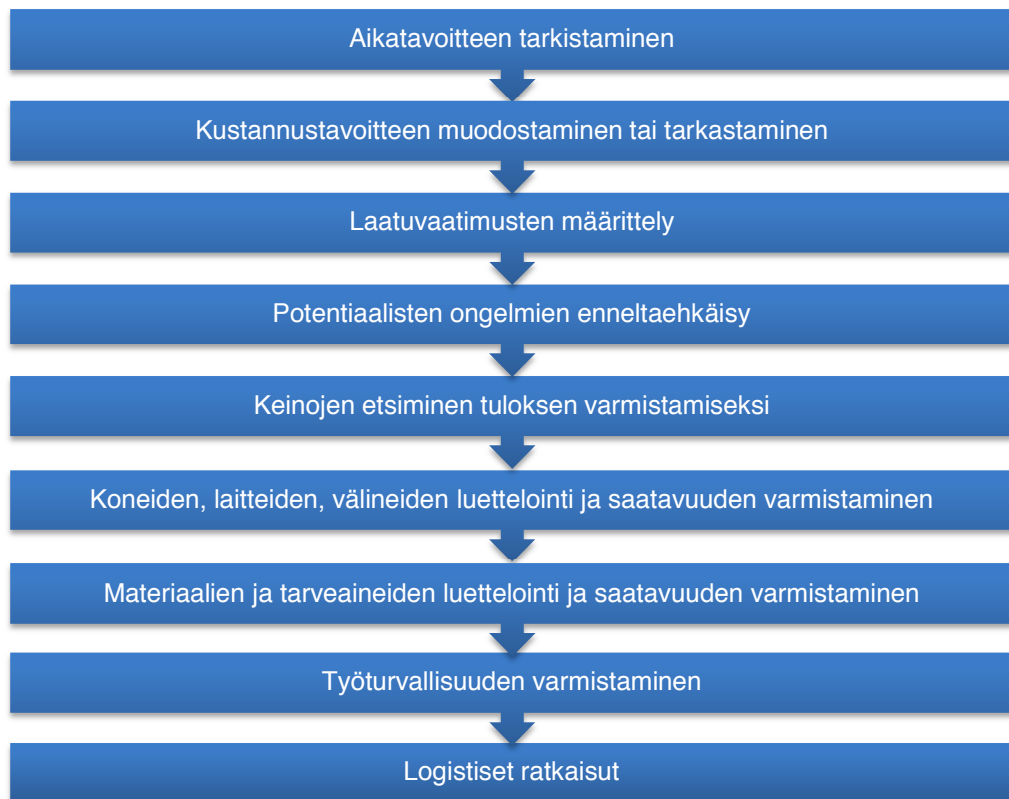 Aikatavoitteen tarkistaminen
Kustannustavoitteen muodostaminen tai tarkastaminen
Laatuvaatimusten määrittely
Potentiaalisten ongelmien enneltaehkäisy
Keinojen etsiminen tuloksen varmistamiseksi
Koneiden, laitteiden, välineiden luettelointi ja saatavuuden varmistaminen
Materiaalien ja tarveaineiden luettelointi ja saatavuuden varmistaminen
Työturvallisuuden varmistaminen
Logistiset ratkaisut